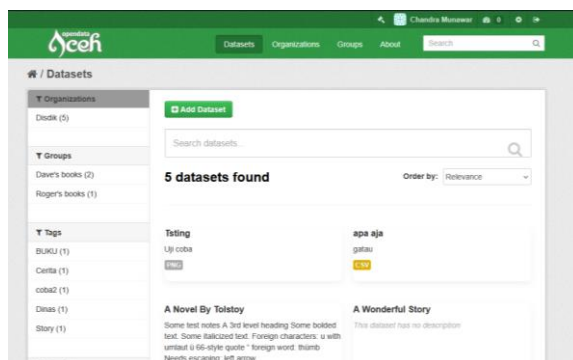 Chandra Munawar 0
opendata
Aceh
Datasets Organizations Groups About Search
/ Datasets
Organizations
Disdik (5)
Groups
Dave's books (2)
Roger's books (1)
Tags
BUKU (1)
Cerita (1)
coba2 (1)
Dinas (1)
Story (1)
Add Dataset
Search datasets...
5 datasets found
Order by: Relevance
Tsting
Uji coba
PNG
apa aja
gatau
CSV
A Novel By Tolstoy
Some test notes A 3rd level heading Some bolded
text. Some italicized text. Foreign characters: u with
umlaut ü 66-style quote “ foreign word: thümb
Needs escaping: left arrow
A Wonderful Story
This dataset has no description